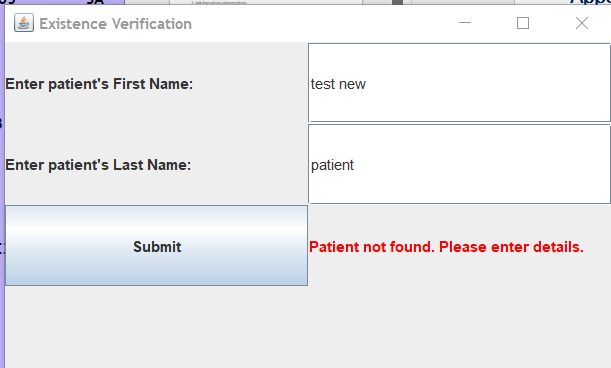 Existence Verification
Enter patient's First Name:
test new
Enter patient's Last Name:
patient
Submit
Patient not found. Please enter details.